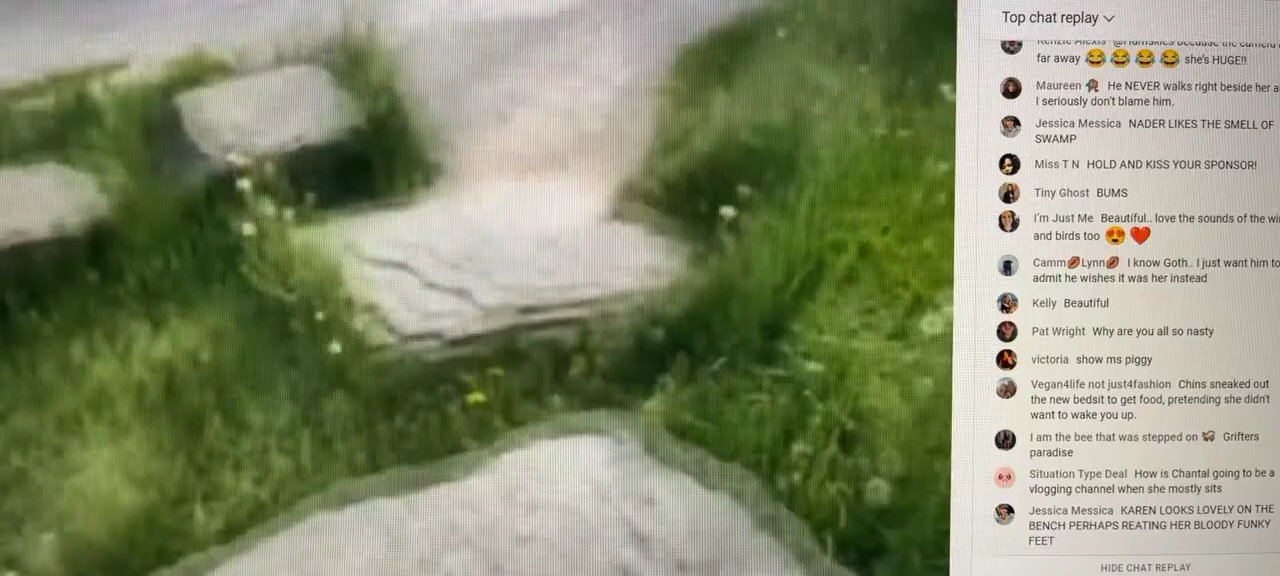 Top chat replay
far away 😂 😂 😂 😂 she's HUGE!!
Maureen 🧌 He NEVER walks right beside her a
I seriously don't blame him.
Jessica Messica NADER LIKES THE SMELL OF
SWAMP
Miss T N HOLD AND KISS YOUR SPONSOR!
Tiny Ghost BUMS
I'm Just Me Beautiful.. love the sounds of the wi
and birds too 😍 ❤️
Camm💋Lynn💋 I know Goth.. I just want him to
admit he wishes it was her instead
Kelly Beautiful
Pat Wright Why are you all so nasty
victoria show ms piggy
Vegan4life not just4fashion Chins sneaked out
the new bedsit to get food, pretending she didn't
want to wake you up.
I am the bee that was stepped on 🐝 Grifters
paradise
Situation Type Deal How is Chantal going to be a
vlogging channel when she mostly sits
Jessica Messica KAREN LOOKS LOVELY ON THE
BENCH PERHAPS REATING HER BLOODY FUNKY
FEET
HIDE CHAT REPLAY